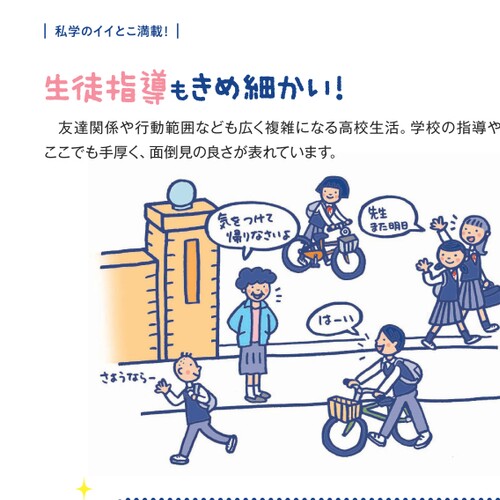 私学のイイとこ満載！
生徒指導もきめ細かい！
友達関係や行動範囲なども広く複雑になる高校生活。学校の指導や
ここでも手厚く、面倒見の良さが表れています。
気をつけて
帰りなさいよ
先生
また明日
はーい
さようならー